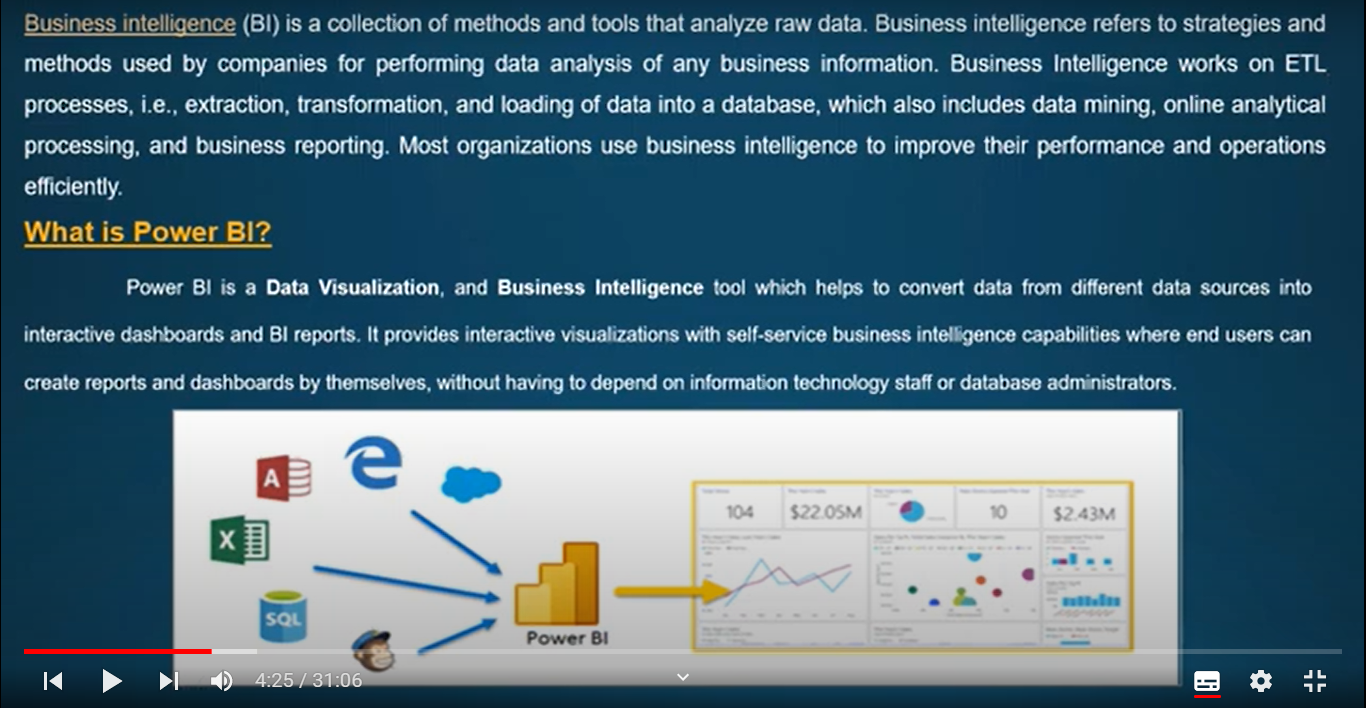 Business intelligence (BI) is a collection of methods and tools that analyze raw data. Business intelligence refers to strategies and
methods used by companies for performing data analysis of any business information. Business Intelligence works on ETL
processes, i.e., extraction, transformation, and loading of data into a database, which also includes data mining, online analytical
processing, and business reporting. Most organizations use business intelligence to improve their performance and operations
efficiently.
What is Power BI?
Power BI is a Data Visualization, and Business Intelligence tool which helps to convert data from different data sources into
interactive dashboards and BI reports. It provides interactive visualizations with self-service business intelligence capabilities where end users can
create reports and dashboards by themselves, without having to depend on information technology staff or database administrators.
A
X
SQL
Power BI
104
$22.05M
10
$2.43M
4:25 / 31:06